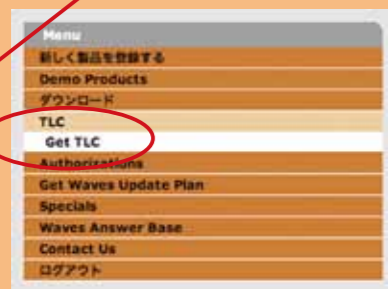 Menu
新しく製品を登録する
Demo Products
ダウンロード
TLC
Get TLC
Authorizations
Get Waves Update Plan
Specials
Waves Answer Base
Contact Us
ログアウト